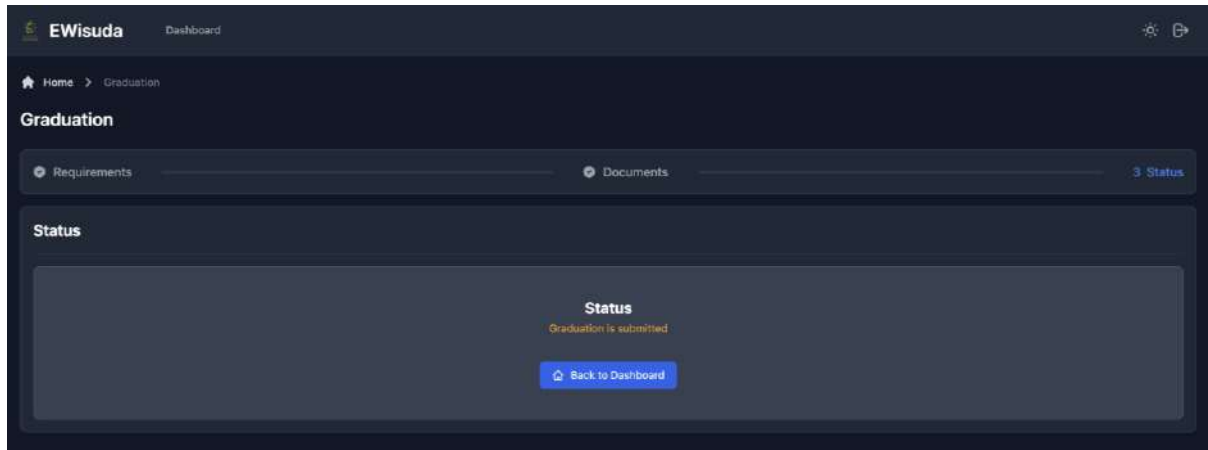 EWisuda Dashboard
Home > Graduation
Graduation
Requirements Documents 3 Status
Status
Status
Graduation is submitted
Back to Dashboard